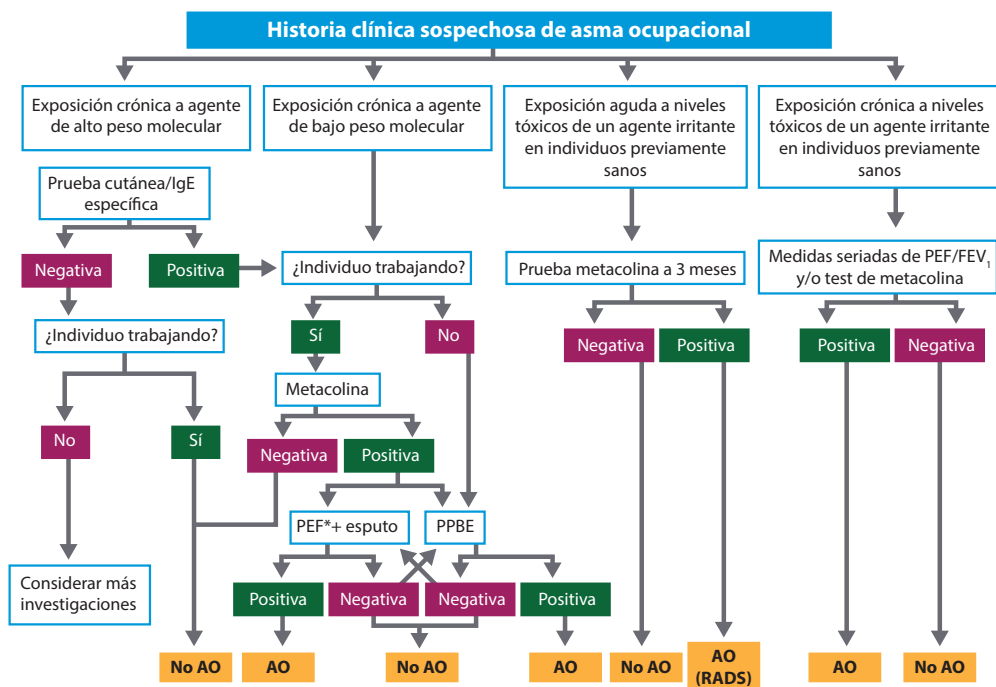 Historia clínica sospechosa de asma ocupacional
Exposición crónica a agente
de alto peso molecular
Exposición crónica a agente
de bajo peso molecular
Exposición aguda a niveles
tóxicos de un agente irritante
en individuos previamente
sanos
Exposición crónica a niveles
tóxicos de un agente irritante
en individuos previamente
sanos
Prueba cutánea/IgE
específica
Negativa
Positiva
¿Individuo trabajando?
Prueba metacolina a 3 meses
Medidas seriadas de PEF/FEV₁
y/o test de metacolina
¿Individuo trabajando?
Sí
No
Negativa
Positiva
Positiva
Negativa
Metacolina
No
Sí
Negativa
Positiva
PEF*+ esputo
PPBE
Considerar más
investigaciones
Positiva
Negativa
Negativa
Positiva
No AO
AO
No AO
AO
No AO
AO
(RADS)
AO
No AO